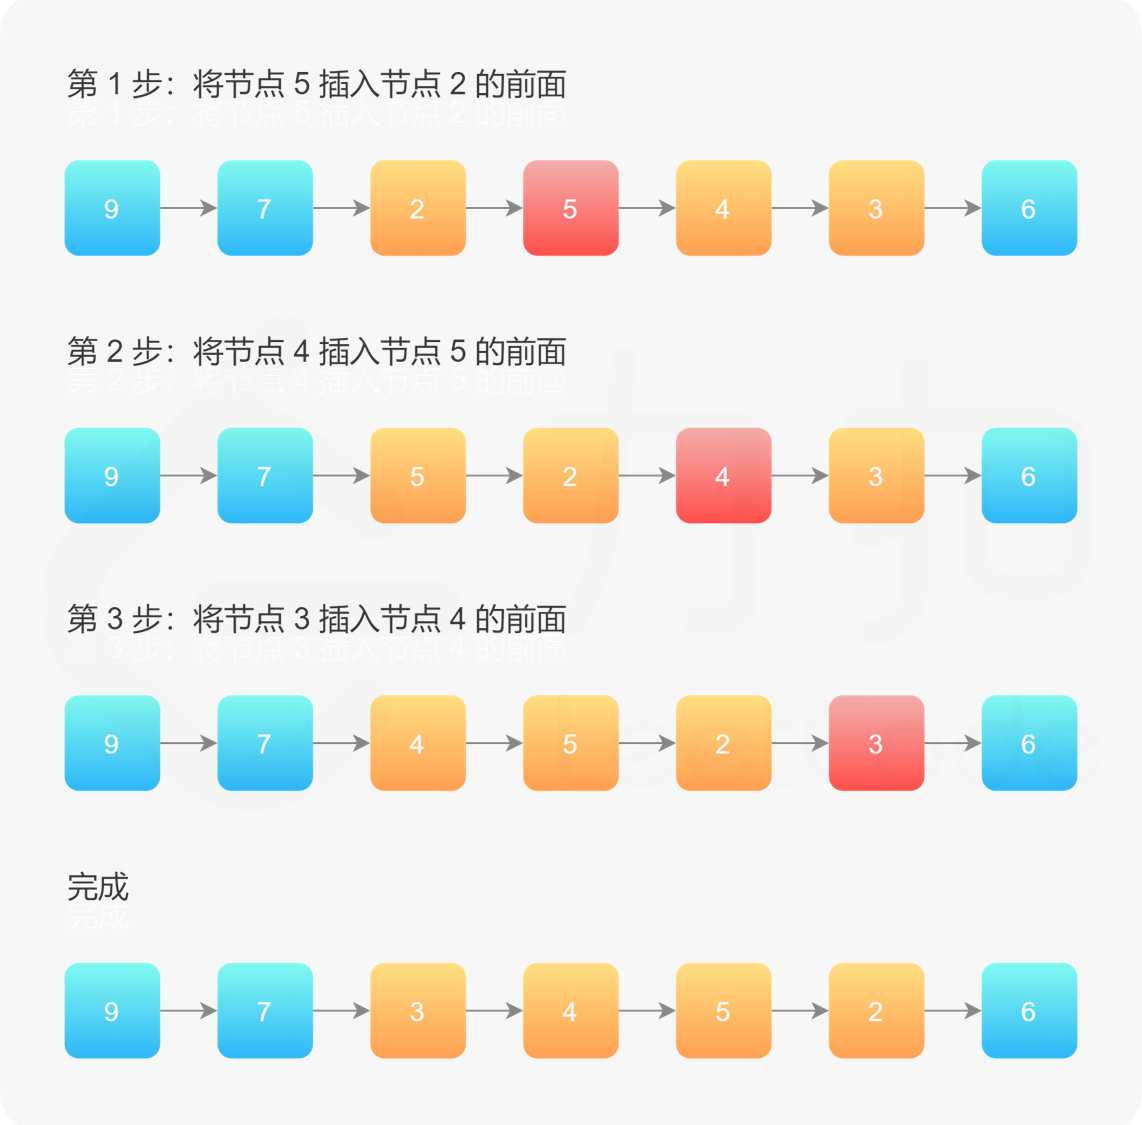 第 1 步：将节点 5 插入节点 2 的前面
9 7 2 5 4 3 6
第 2 步：将节点 4 插入节点 5 的前面
9 7 5 2 4 3 6
第 3 步：将节点 3 插入节点 4 的前面
9 7 4 5 2 3 6
完成
9 7 3 4 5 2 6
力扣
LeetCode